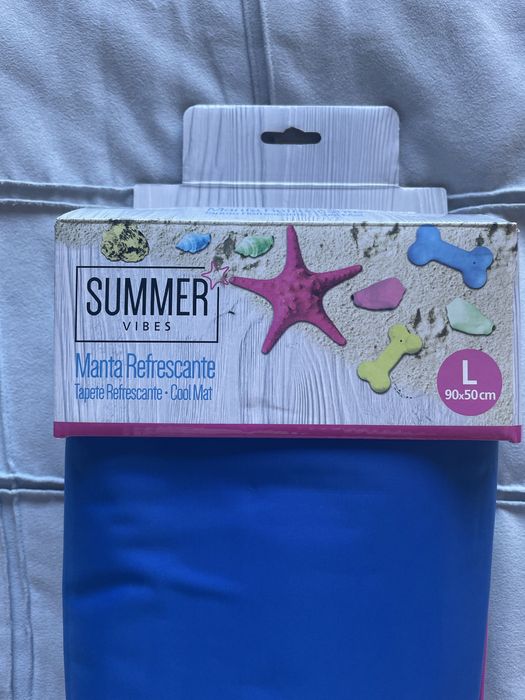 SUMMER
VIBES
Manta Refrescante
Tapete Refrescante · Cool Mat
L
90x50cm